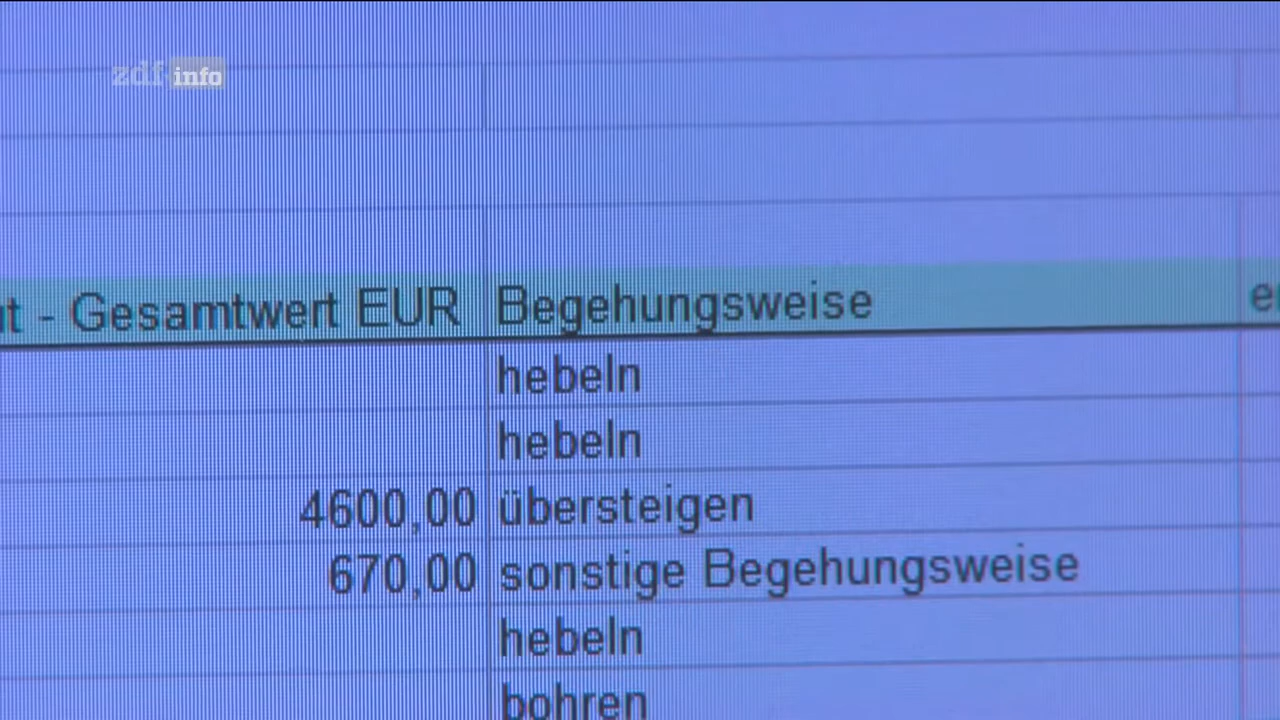 zdf info
- Gesamtwert EUR Begehungsweise
hebeln
hebeln
4600,00 übersteigen
670,00 sonstige Begehungsweise
hebeln
bohren